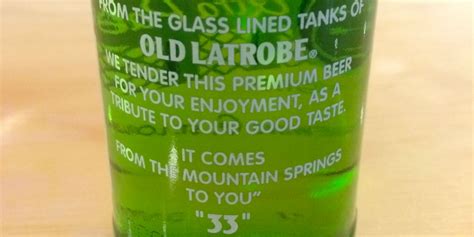 FROM THE GLASS LINED TANKS OF
OLD LATROBE®
WE TENDER THIS PREMIUM BEER
FOR YOUR ENJOYMENT, AS A
TRIBUTE TO YOUR GOOD TASTE.
IT COMES
FROM THE MOUNTAIN SPRINGS
TO YOU"
"33"